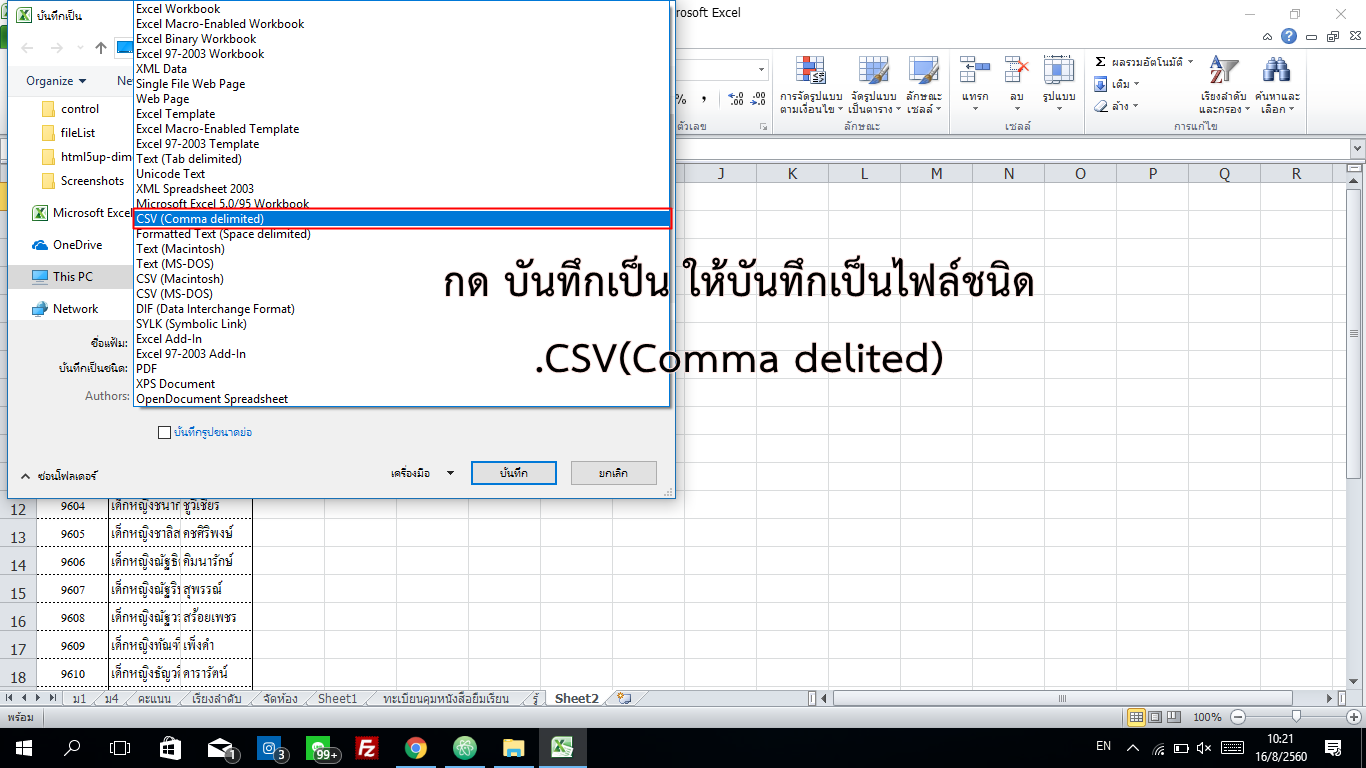 บันทึกเป็น
rosoft Excel
Excel Workbook
Excel Macro-Enabled Workbook
Excel Binary Workbook
Excel 97-2003 Workbook
XML Data
Single File Web Page
Web Page
Excel Template
Excel Macro-Enabled Template
Excel 97-2003 Template
Text (Tab delimited)
Unicode Text
XML Spreadsheet 2003
Microsoft Excel 5.0/95 Workbook
CSV (Comma delimited)
Formatted Text (Space delimited)
Text (Macintosh)
Text (MS-DOS)
CSV (Macintosh)
CSV (MS-DOS)
DIF (Data Interchange Format)
SYLK (Symbolic Link)
Excel Add-In
Excel 97-2003 Add-In
PDF
XPS Document
OpenDocument Spreadsheet
Organize
Ne
control
fileList
html5up-dim
Screenshots
Microsoft Excel
OneDrive
This PC
Network
ชื่อแฟ้ม:
บันทึกเป็นชนิด:
Authors:
บันทึกรูปขนาดย่อ
ซ่อนโฟลเดอร์
เครื่องมือ
บันทึก
ยกเลิก
% , .00
การจัดรูปแบบ ตามเงื่อนไข
จัดรูปแบบ เป็นตาราง
ลักษณะ เซลล์
แทรก
ลบ
รูปแบบ
Σ ผลรวมอัตโนมัติ
เติม
ล้าง
เรียงลำดับ และกรอง
ค้นหาและ เลือก
ตัวเลข
ลักษณะ
เซลล์
การแก้ไข
J K L M N O P Q R
กด บันทึกเป็น ให้บันทึกเป็นไฟล์ชนิด
.CSV(Comma delited)
12 9604 ชูวิเชียร
13 9605 เด็กหญิงชาลิส คชศิริพงษ์
14 9606 เด็กหญิงณัฐธิ คิมนารักษ์
15 9607 เด็กหญิงณัฐริ สุพรรณ์
16 9608 เด็กหญิงณัฐวร สร้อยเพชร
17 9609 เด็กหญิงทัณฑิ เพ็งคำ
18 9610 เด็กหญิงธัญวร ดารารัตน์
ม1 ม4 คะแนน เรียงลำดับ จัดห้อง Sheet1 ทะเบียนคุมหนังสือยืมเรียน รู้ Sheet2
พร้อม
100%
1
3
99+
EN
10:21
16/8/2560